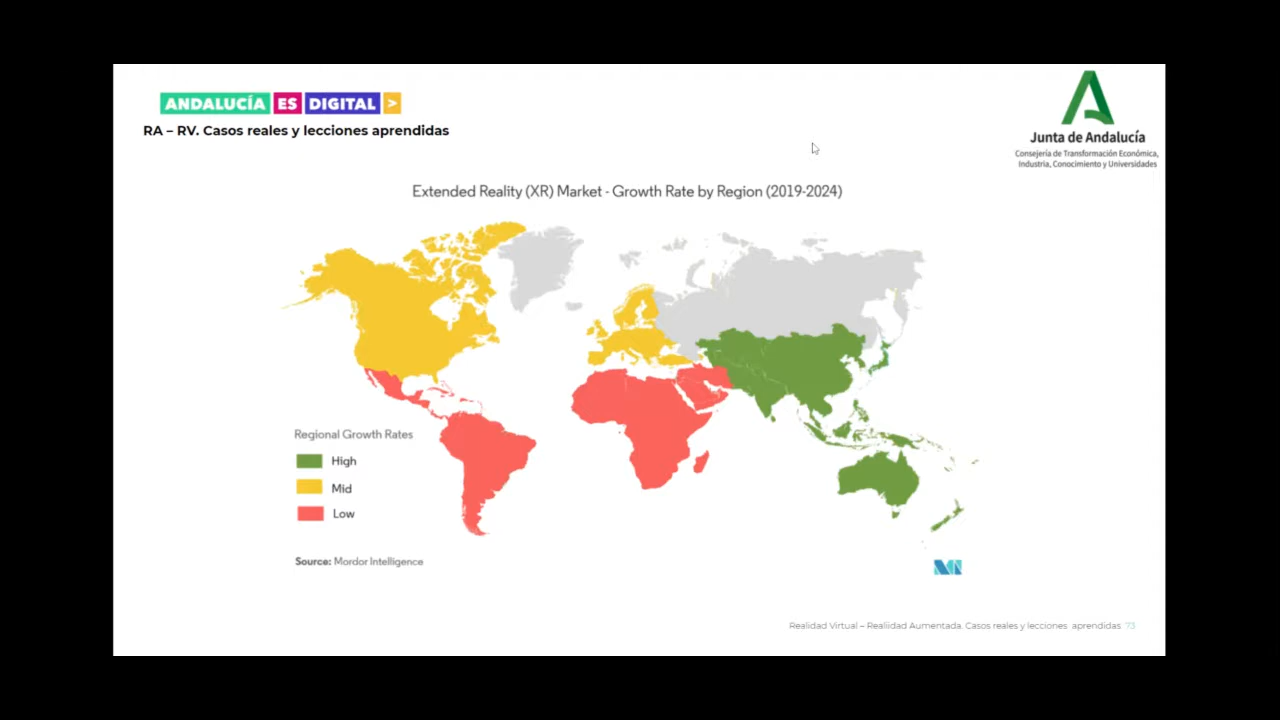 ANDALUCÍA ES DIGITAL >
RA – RV. Casos reales y lecciones aprendidas
Junta de Andalucía
Consejería de Transformación Económica,
Industria, Conocimiento y Universidades
Extended Reality (XR) Market - Growth Rate by Region (2019-2024)
Regional Growth Rates
High
Mid
Low
Source: Mordor Intelligence
Realidad Virtual – Realiidad Aumentada. Casos reales y lecciones aprendidas 73